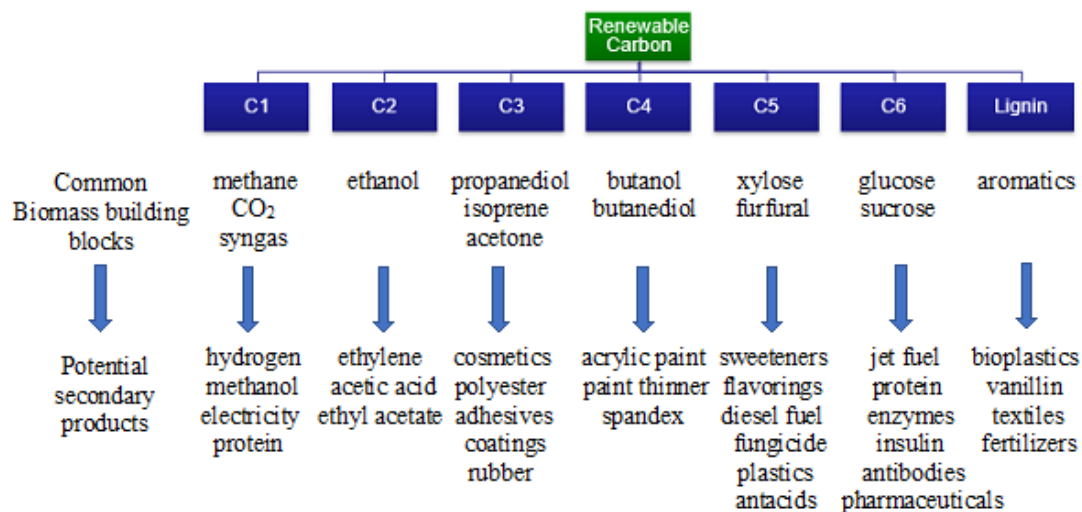 Renewable
Carbon
C1
C2
C3
C4
C5
C6
Lignin
Common
Biomass building
blocks
methane
CO₂
syngas
ethanol
propanediol
isoprene
acetone
butanol
butanediol
xylose
furfural
glucose
sucrose
aromatics
Potential
secondary
products
hydrogen
methanol
electricity
protein
ethylene
acetic acid
ethyl acetate
cosmetics
polyester
adhesives
coatings
rubber
acrylic paint
paint thinner
spandex
sweeteners
flavorings
diesel fuel
fungicide
plastics
antacids
jet fuel
protein
enzymes
insulin
antibodies
pharmaceuticals
bioplastics
vanillin
textiles
fertilizers